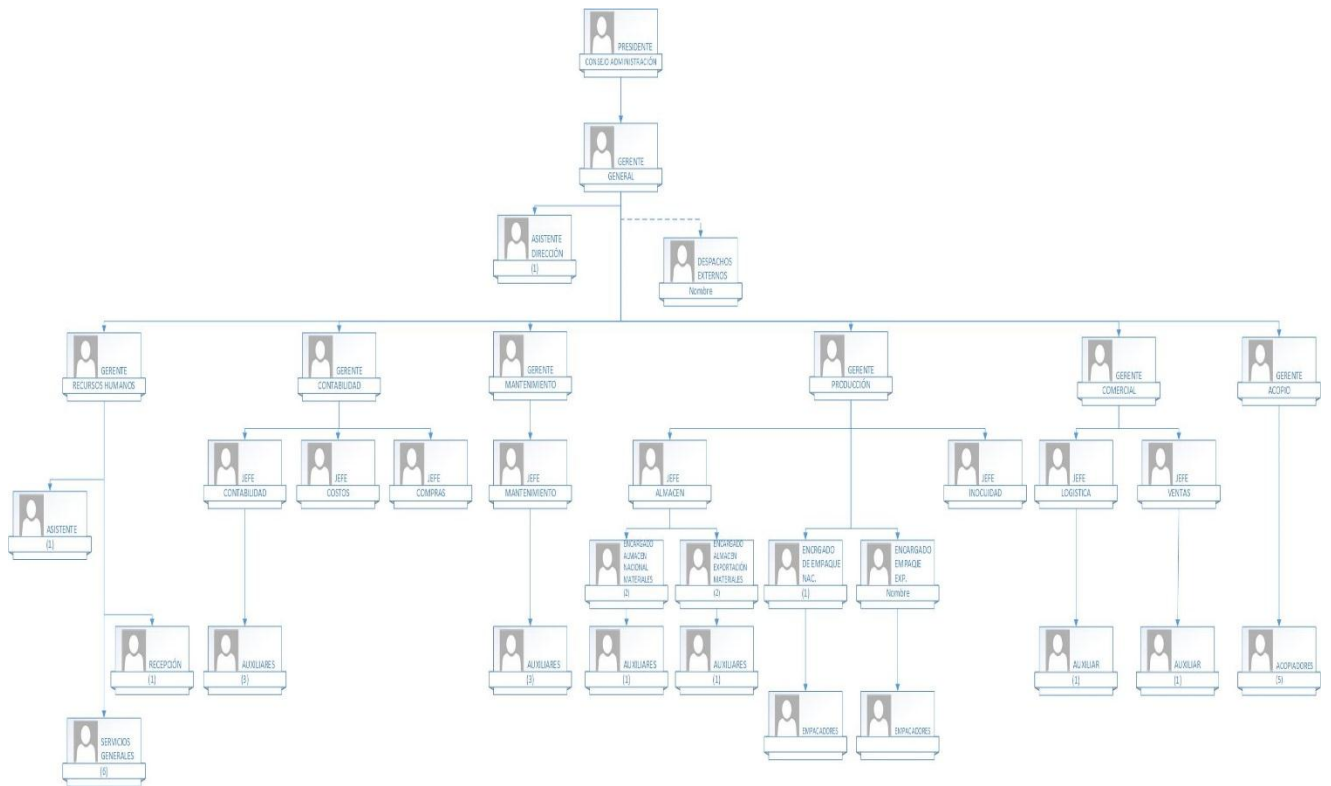 PRESIDENTE
CONSEJO ADMINISTRACIÓN
GERENTE
GENERAL
ASISTENTE
DIRECCIÓN
(1)
DESPACHOS
EXTERNOS
Nombre
GERENTE
RECURSOS HUMANOS
GERENTE
CONTABILIDAD
GERENTE
MANTENIMIENTO
GERENTE
PRODUCCIÓN
GERENTE
COMERCIAL
GERENTE
ACOPIO
JEFE
CONTABILIDAD
JEFE
COSTOS
JEFE
COMPRAS
JEFE
MANTENIMIENTO
JEFE
ALMACEN
JEFE
INOCUIDAD
JEFE
LOGISTICA
JEFE
VENTAS
ASISTENTE
(1)
ENCARGADO
ALMACEN
NACIONAL
MATERIALES
(2)
ENCARGADO
ALMACEN
EXPORTACIÓN
MATERIALES
(2)
ENCRGADO
DE EMPAQUE
NAC.
(1)
ENCARGADO
EMPAQUE
EXP.
Nombre
RECEPCIÓN
(1)
AUXILIARES
(3)
AUXILIARES
(3)
AUXILIARES
(1)
AUXILIARES
(1)
AUXILIAR
(1)
AUXILIAR
(1)
ACOPIADORES
(5)
SERVICIOS
GENERALES
(6)
EMPACADORES
EMPACADORES